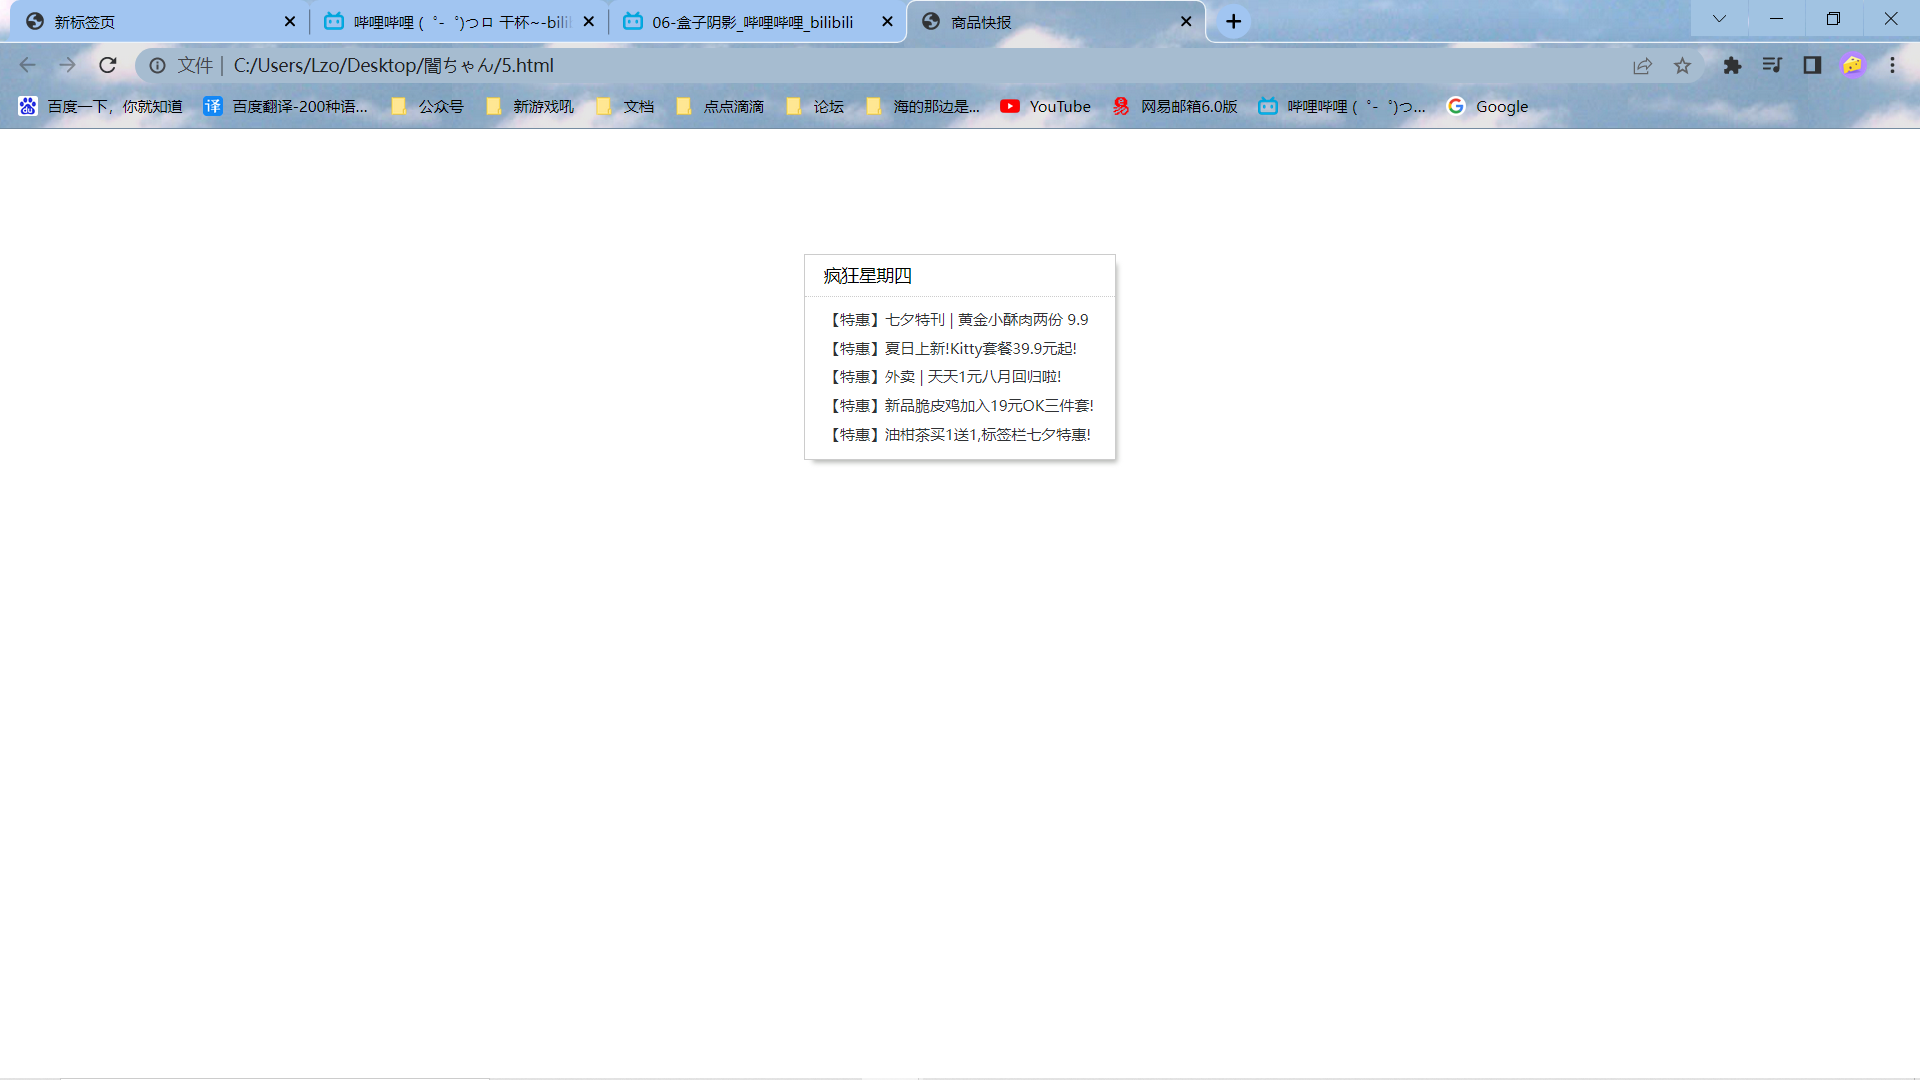 新标签页
哔哩哔哩 (゜-゜)つロ 干杯~-bili
06-盒子阴影_哔哩哔哩_bilibili
商品快报
文件 | C:/Users/Lzo/Desktop/闇ちゃん/5.html
百度一下，你就知道
译 百度翻译-200种语...
公众号
新游戏吼
文档
点点滴滴
论坛
海的那边是...
YouTube
网易邮箱6.0版
哔哩哔哩 (゜-゜)つ...
Google
疯狂星期四
【特惠】七夕特刊 | 黄金小酥肉两份 9.9
【特惠】夏日上新!Kitty套餐39.9元起!
【特惠】外卖 | 天天1元八月回归啦!
【特惠】新品脆皮鸡加入19元OK三件套!
【特惠】油柑茶买1送1,标签栏七夕特惠!